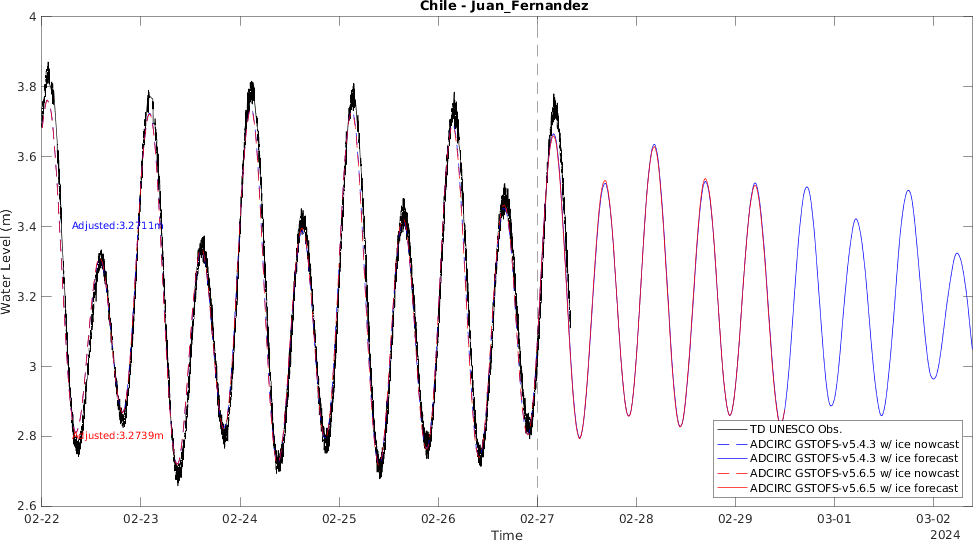 Chile - Juan_Fernandez
4
3.8
3.6
3.4
3.2
3
2.8
2.6
Water Level (m)
Adjusted:3.2711m
Adjusted:3.2739m
TD UNESCO Obs.
ADCIRC GSTOFS-v5.4.3 w/ ice nowcast
ADCIRC GSTOFS-v5.4.3 w/ ice forecast
ADCIRC GSTOFS-v5.6.5 w/ ice nowcast
ADCIRC GSTOFS-v5.6.5 w/ ice forecast
02-22 02-23 02-24 02-25 02-26 02-27 02-28 02-29 03-01 03-02
Time
2024